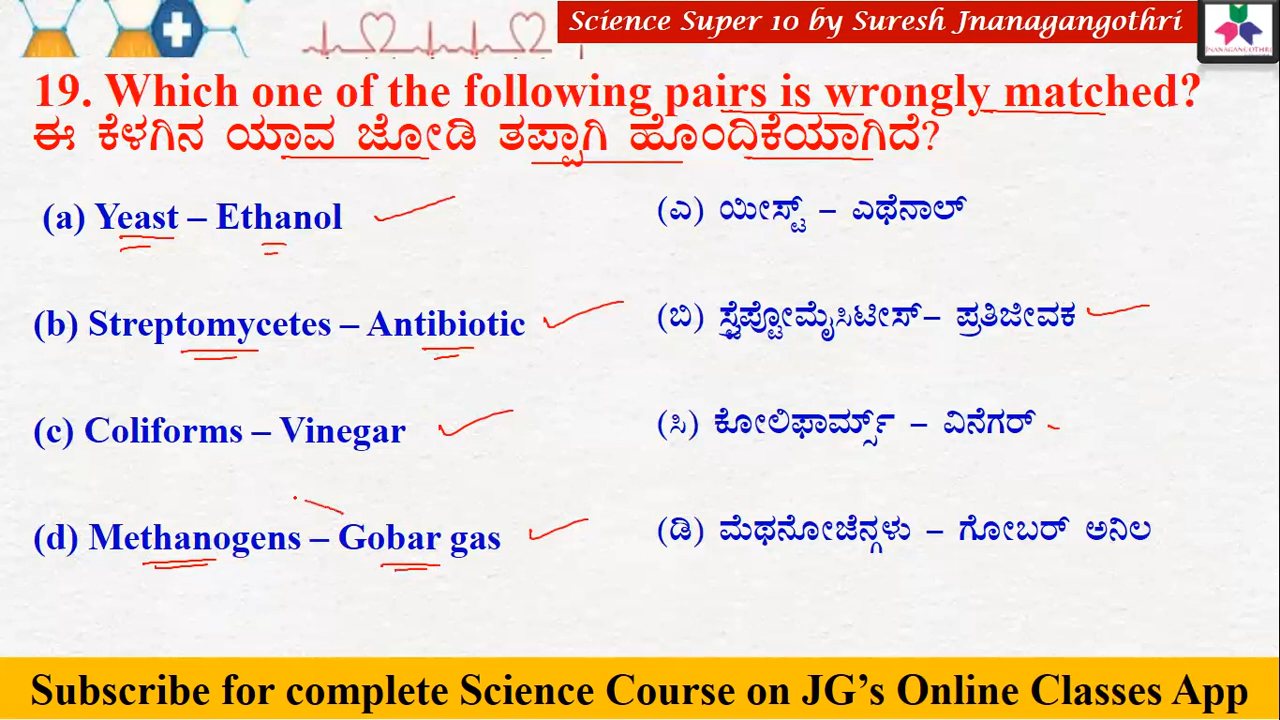 Science Super 10 by Suresh Jnanagangothri
JNANAGANGOTHRI
19. Which one of the following pairs is wrongly matched?
ಈ ಕೆಳಗಿನ ಯಾವ ಜೋಡಿ ತಪ್ಪಾಗಿ ಹೊಂದಿಕೆಯಾಗಿದೆ?
(a) Yeast – Ethanol
(ಎ) ಯೀಸ್ಟ್ – ಎಥೆನಾಲ್
(b) Streptomycetes – Antibiotic
(ಬಿ) ಸ್ಟ್ರೆಪ್ಟೋಮೈಸಿಟೀಸ್– ಪ್ರತಿಜೀವಕ
(c) Coliforms – Vinegar
(ಸಿ) ಕೋಲಿಫಾರ್ಮ್ಸ್ – ವಿನೆಗರ್
(d) Methanogens – Gobar gas
(ಡಿ) ಮೆಥನೋಜೆನ್ಗಳು – ಗೋಬರ್ ಅನಿಲ
Subscribe for complete Science Course on JG's Online Classes App